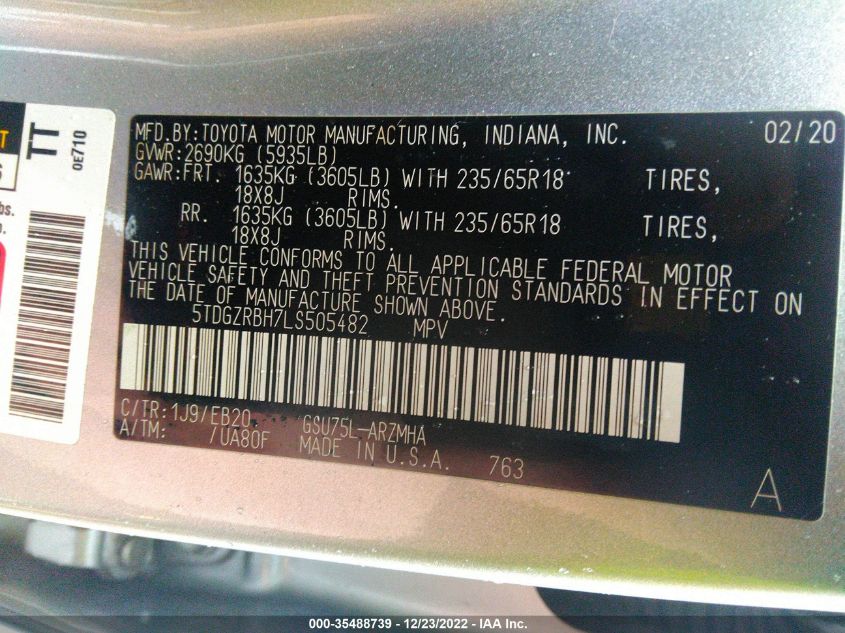 MFD.BY:TOYOTA MOTOR MANUFACTURING, INDIANA, INC. 02/20
GVWR:2690KG (5935LB)
GAWR:FRT. 1635KG (3605LB) WITH 235/65R18 TIRES,
18X8J RIMS.
RR. 1635KG (3605LB) WITH 235/65R18 TIRES,
18X8J RIMS.
THIS VEHICLE CONFORMS TO ALL APPLICABLE FEDERAL MOTOR
VEHICLE SAFETY AND THEFT PREVENTION STANDARDS IN EFFECT ON
THE DATE OF MANUFACTURE SHOWN ABOVE.
5TDGZRBH7LS505482 MPV
C/TR:1J9/EB20, GSU75L-ARZMHA
A/TM: /UA80F MADE IN U.S.A. 763
A
TT
0E710
000-35488739 - 12/23/2022 - IAA Inc.